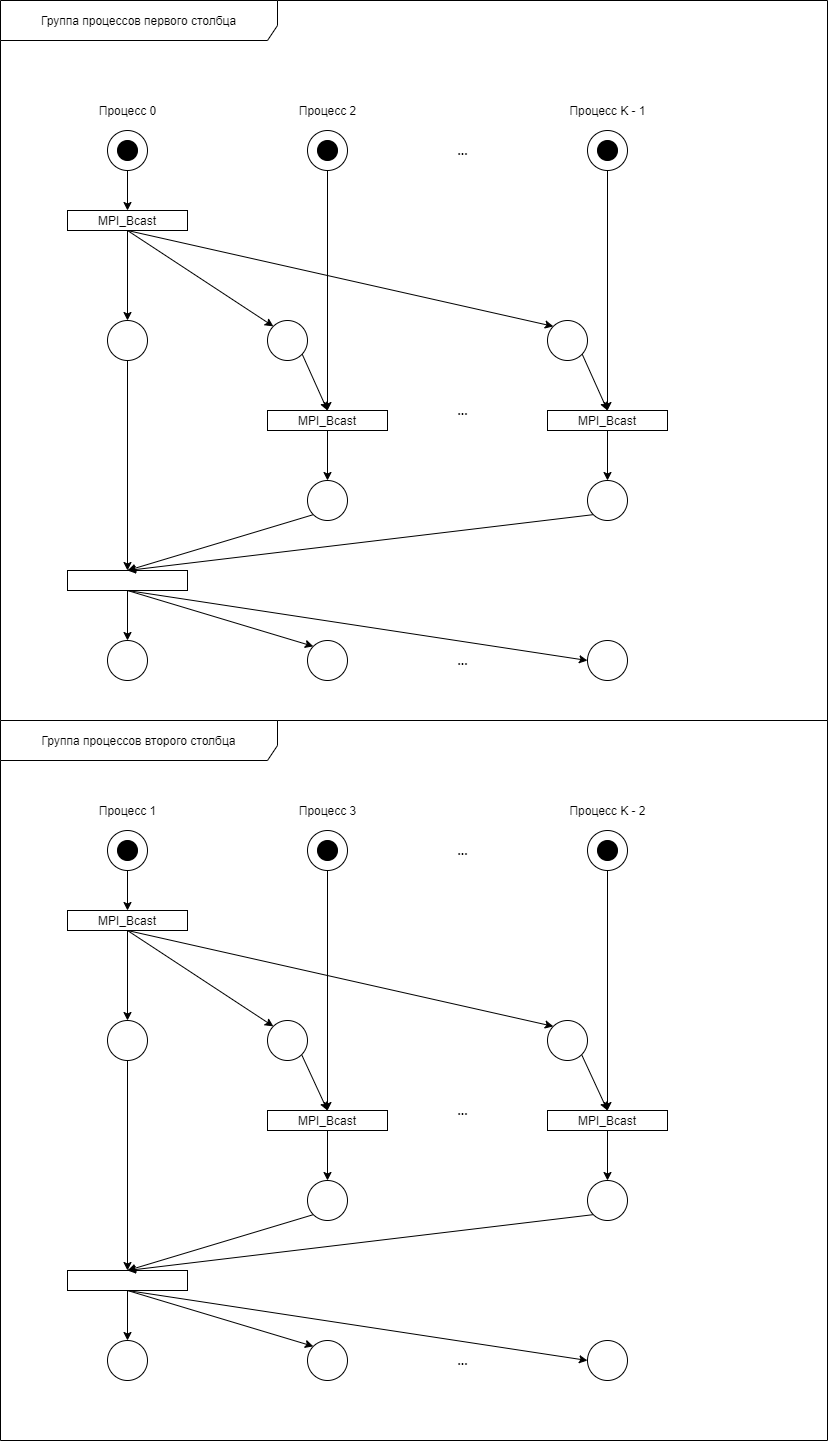 Группа процессов первого столбца
Процесс 0
Процесс 2
Процесс K - 1
...
MPI_Bcast
...
MPI_Bcast
MPI_Bcast
...
Группа процессов второго столбца
Процесс 1
Процесс 3
Процесс K - 2
...
MPI_Bcast
...
MPI_Bcast
MPI_Bcast
...